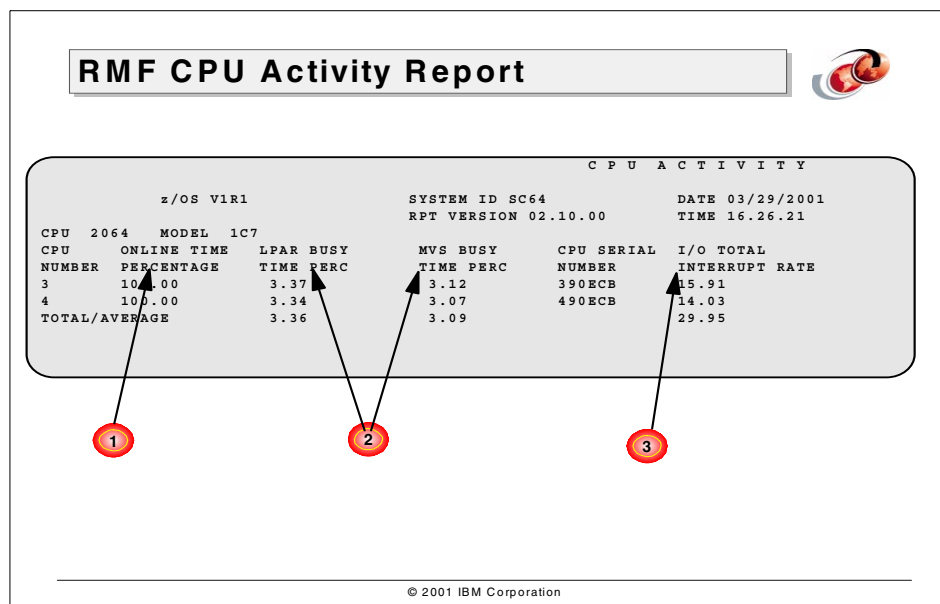 RMF CPU Activity Report
C P U A C T I V I T Y
z/OS V1R1 SYSTEM ID SC64 DATE 03/29/2001
RPT VERSION 02.10.00 TIME 16.26.21
CPU 2064 MODEL 1C7
CPU ONLINE TIME LPAR BUSY MVS BUSY CPU SERIAL I/O TOTAL
NUMBER PERCENTAGE TIME PERC TIME PERC NUMBER INTERRUPT RATE
3 100.00 3.37 3.12 390ECB 15.91
4 100.00 3.34 3.07 490ECB 14.03
TOTAL/AVERAGE 3.36 3.09 29.95
1 2 3
© 2001 IBM Corporation